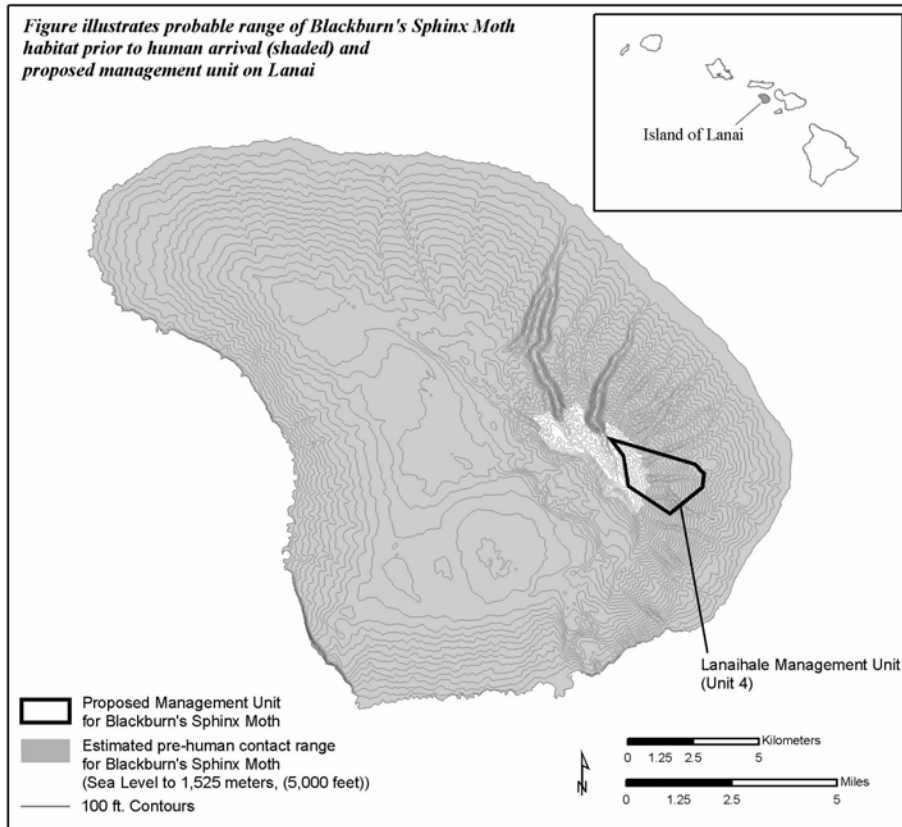 Figure illustrates probable range of Blackburn's Sphinx Moth
habitat prior to human arrival (shaded) and
proposed management unit on Lanai
Island of Lanai
Lanaihale Management Unit
(Unit 4)
Proposed Management Unit
for Blackburn's Sphinx Moth
Estimated pre-human contact range
for Blackburn's Sphinx Moth
(Sea Level to 1,525 meters, (5,000 feet))
100 ft. Contours
N
Kilometers
0 1.25 2.5 5
Miles
0 1.25 2.5 5